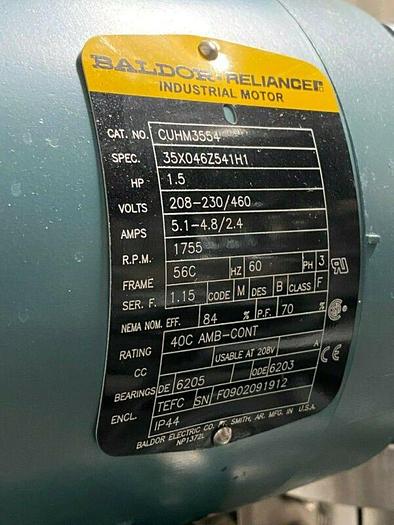 BALDOR·RELIANCE
INDUSTRIAL MOTOR
CAT. NO. CUHM3554
SPEC. 35X046Z541H1
HP 1.5
VOLTS 208-230/460
AMPS 5.1-4.8/2.4
R.P.M. 1755
FRAME 56C HZ 60 PH 3
SER. F. 1.15 CODE M DES B CLASS F
NEMA NOM. EFF. 84 % P.F. 70 %
RATING 40C AMB-CONT
CC USABLE AT 208V A
BEARINGS DE 6205 ODE 6203
ENCL. TEFC SN F0902091912
IP44
BALDOR ELECTRIC CO. FT. SMITH, AR. MFG. IN U.S.A.
NP1372L